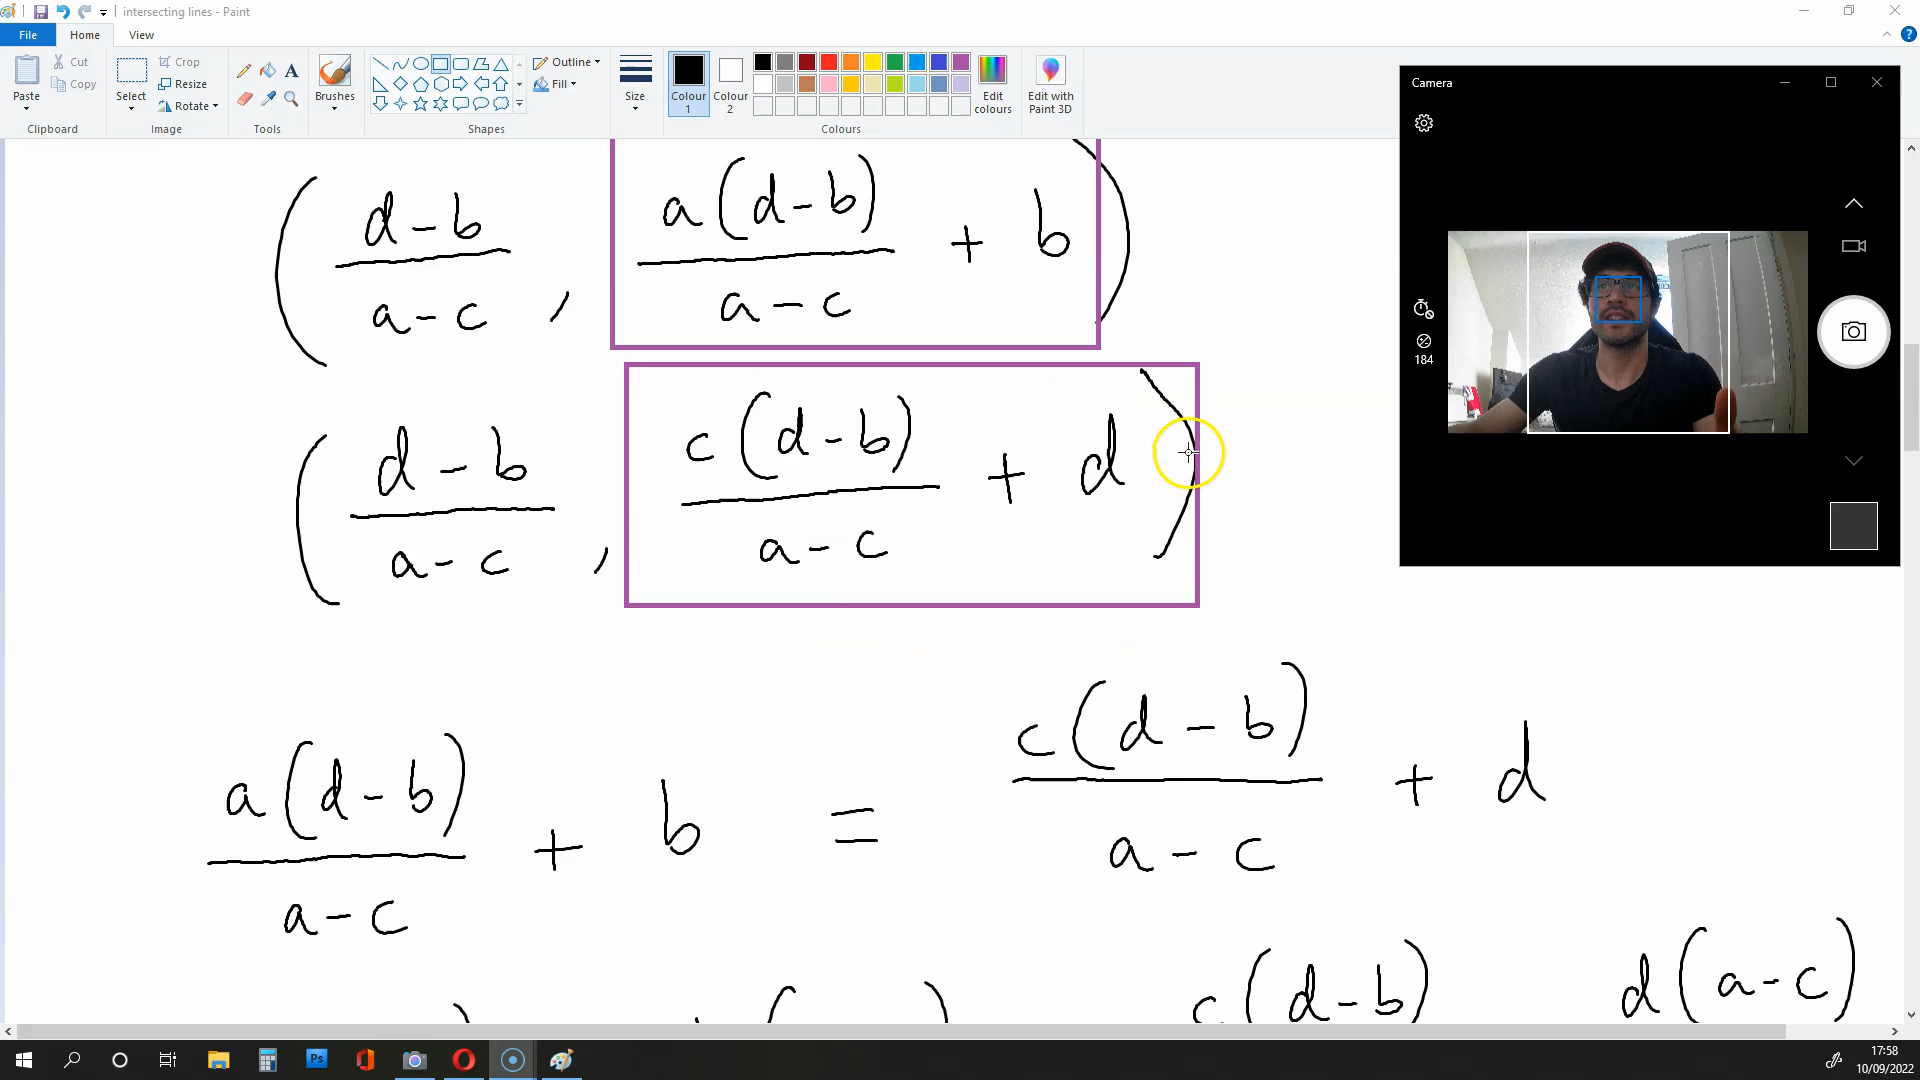 intersecting lines - Paint
File Home View
Paste
Cut
Copy
Clipboard
Select
Crop
Resize
Rotate
Image
A
Tools
Brushes
Shapes
Outline
Fill
Size
Colour 1
Colour 2
Edit colours
Colours
Edit with Paint 3D
?
Camera
184
( d - b / a - c , a(d - b) / a - c + b )
( d - b / a - c , c(d - b) / a - c + d )
a(d - b) / a - c + b = c(d - b) / a - c + d
c(d - b) d(a - c)
Ps
17:58
10/09/2022